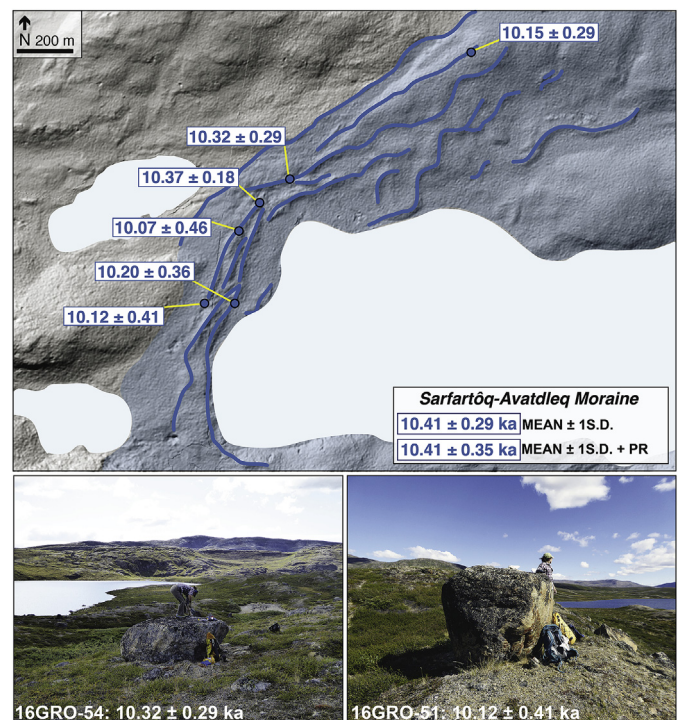 N 200 m
10.15 ± 0.29
10.32 ± 0.29
10.37 ± 0.18
10.07 ± 0.46
10.20 ± 0.36
10.12 ± 0.41
Sarfartôq-Avatdleq Moraine
10.41 ± 0.29 ka MEAN ± 1S.D.
10.41 ± 0.35 ka MEAN ± 1S.D. + PR
16GRO-54: 10.32 ± 0.29 ka
16GRO-51: 10.12 ± 0.41 ka